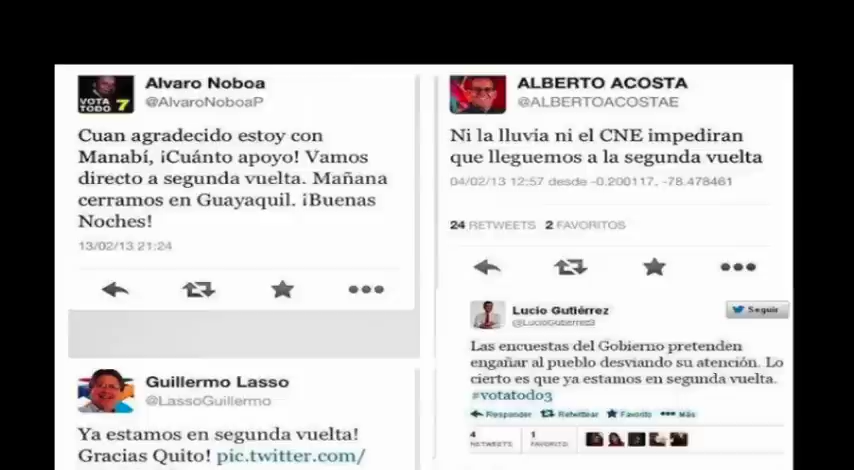 Alvaro Noboa
@AlvaroNoboaP
VOTA
TODO 7
Cuan agradecido estoy con
Manabí, ¡Cuánto apoyo! Vamos
directo a segunda vuelta. Mañana
cerramos en Guayaquil. ¡Buenas
Noches!
13/02/13 21:24
Guillermo Lasso
@LassoGuillermo
Ya estamos en segunda vuelta!
Gracias Quito! pic.twitter.com/
ALBERTO ACOSTA
@ALBERTOACOSTAE
Ni la lluvia ni el CNE impediran
que lleguemos a la segunda vuelta
04/02/13 12:57 desde -0.200117, -78.478461
24 RETWEETS 2 FAVORITOS
Lucio Gutiérrez
@LucioGutierrez3
Seguir
Las encuestas del Gobierno pretenden
engañar al pueblo desviando su atención. Lo
cierto es que ya estamos en segunda vuelta.
#votatodo3
Responder Retwittear Favorito Más
4 1
RETWEETS FAVORITO